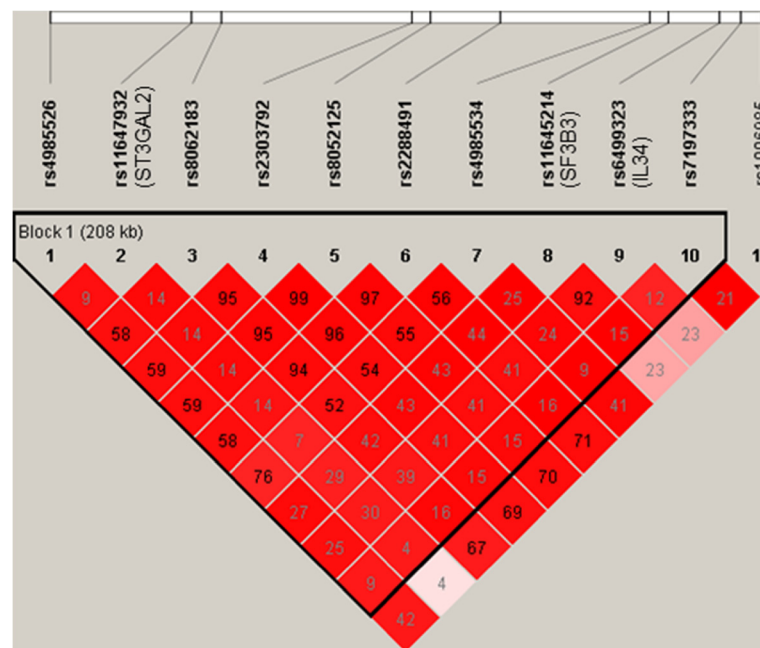 rs4985526
rs11647932
(ST3GAL2)
rs8062183
rs2303792
rs8052125
rs2288491
rs4985534
rs11645214
(SF3B3)
rs6499323
(IL34)
rs7197333
Block 1 (208 kb)
1 2 3 4 5 6 7 8 9 10 1
9 14 95 99 97 56 25 92 12 21
58 14 95 96 55 44 24 15 23
59 14 94 54 43 41 9 23
59 14 52 43 41 16 41
58 7 42 41 15 71
76 29 39 15 70
27 30 16 69
25 4 67
9 4
42